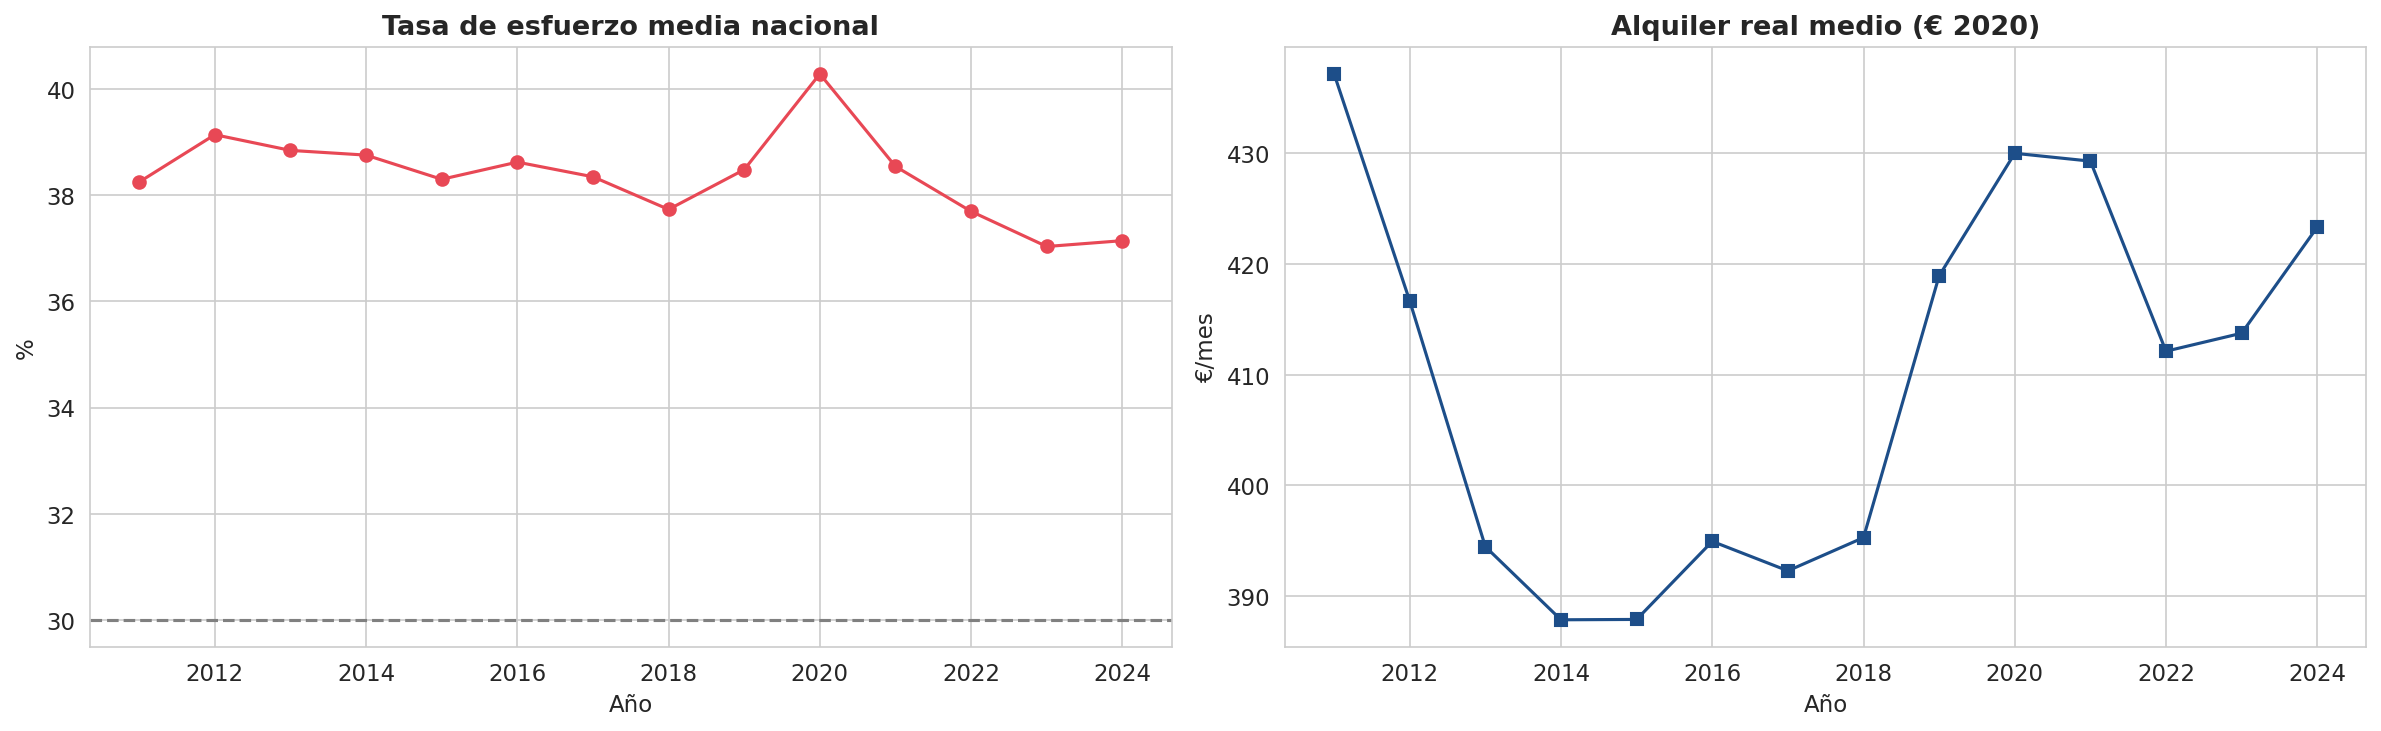 Tasa de esfuerzo media nacional
%
40
38
36
34
32
30
2012 2014 2016 2018 2020 2022 2024
Año
Alquiler real medio (€ 2020)
€/mes
430
420
410
400
390
2012 2014 2016 2018 2020 2022 2024
Año